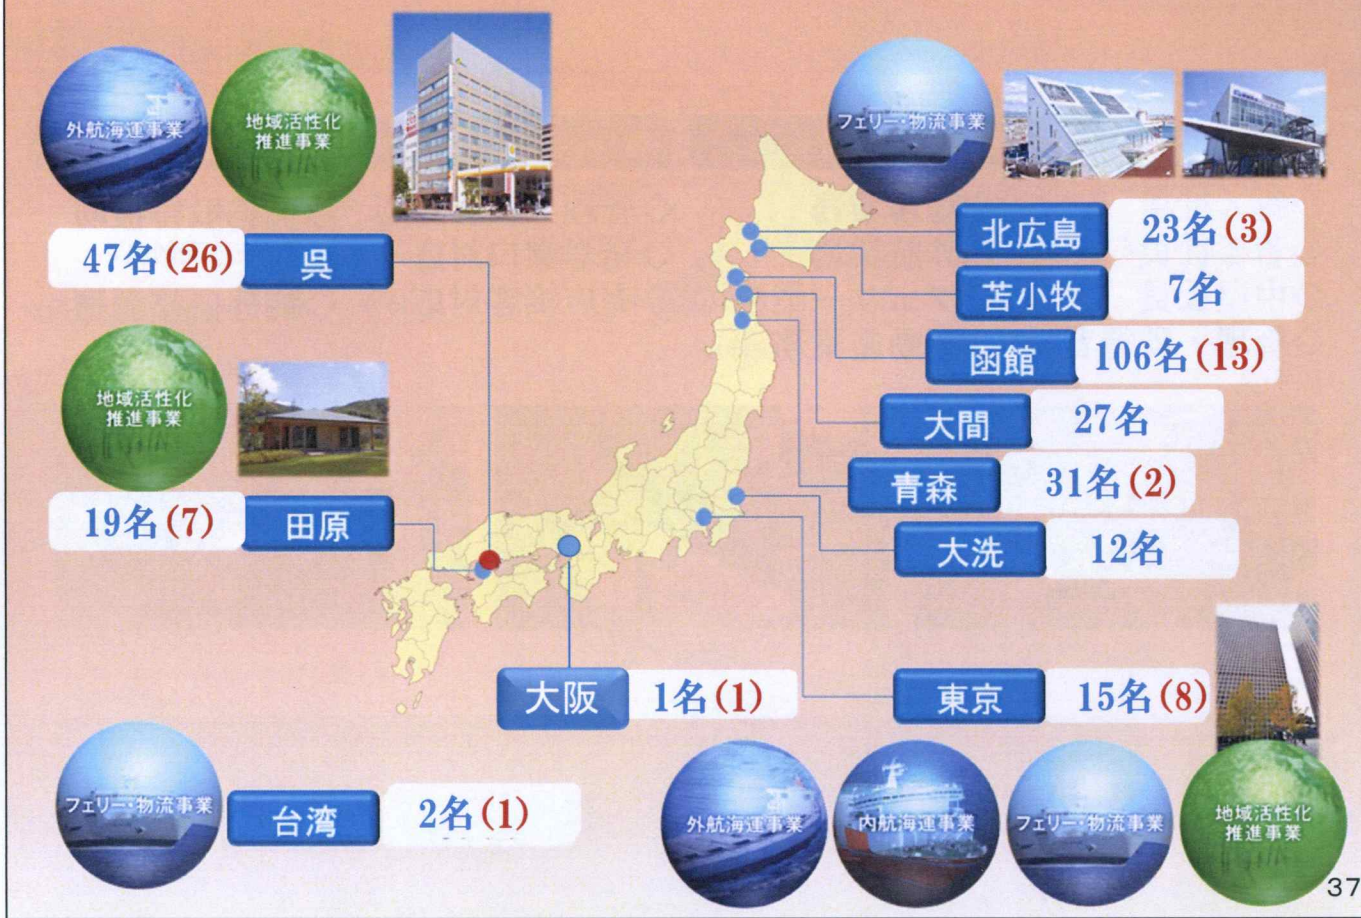 外航海運事業
地域活性化
推進事業
47名(26)
呉
地域活性化
推進事業
19名(7)
田原
フェリー・物流事業
北広島
23名(3)
苫小牧
7名
函館
106名(13)
大間
27名
青森
31名(2)
大洗
12名
大阪
1名(1)
東京
15名(8)
フェリー・物流事業
台湾
2名(1)
外航海運事業
内航海運事業
フェリー・物流事業
地域活性化
推進事業
37